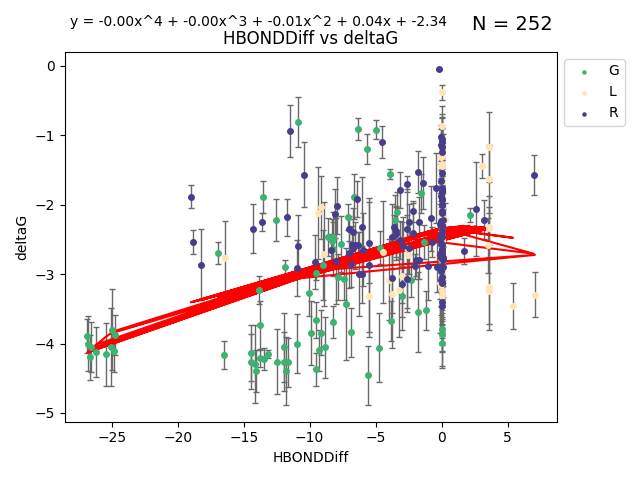 y = -0.00x^4 + -0.00x^3 + -0.01x^2 + 0.04x + -2.34
N = 252
HBONDDiff vs deltaG
G
L
R
0
−1
−2
−3
−4
−5
deltaG
−25
−20
−15
−10
−5
0
5
HBONDDiff